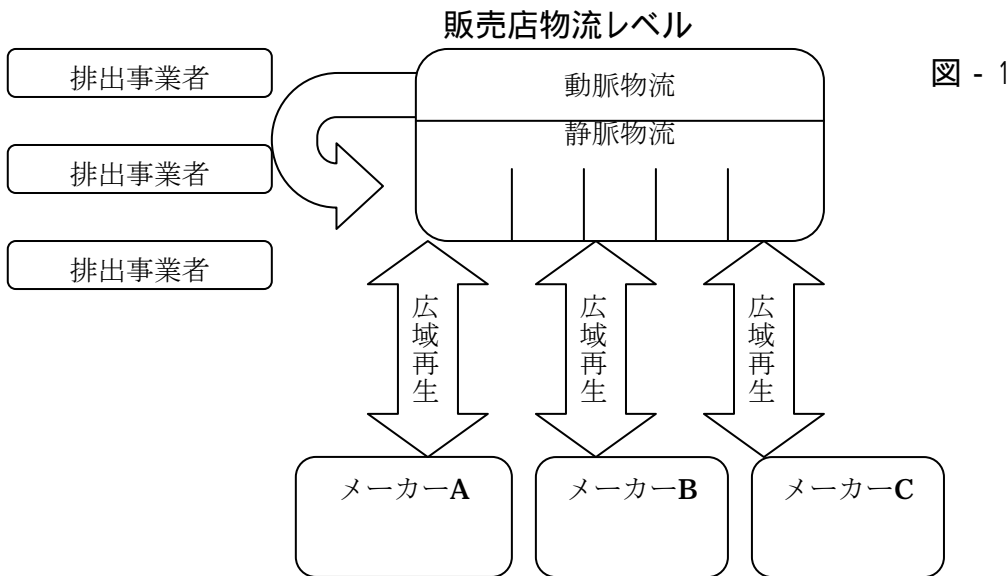 販売店物流レベル
図 - 1
排出事業者
排出事業者
排出事業者
動脈物流
静脈物流
広域再生
広域再生
広域再生
メーカーA
メーカーB
メーカーC